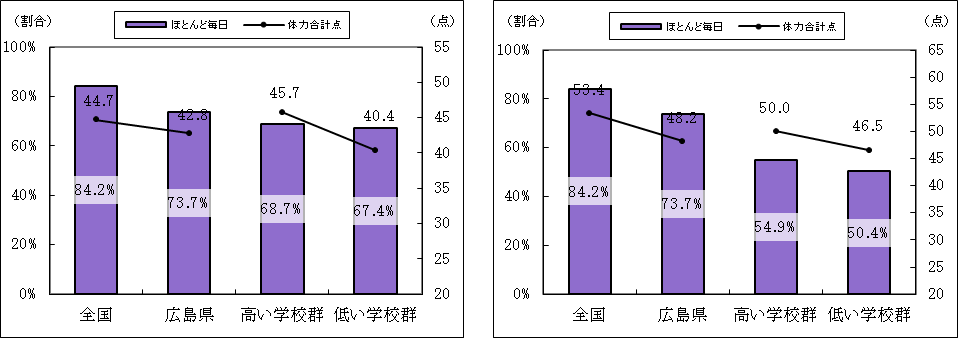 (割合) ほとんど毎日 体力合計点 (点)
100% 55
80% 50
60% 45
40% 40
20% 35
0% 30
25
20
44.7 42.8 45.7 40.4
84.2% 73.7% 68.7% 67.4%
全国 広島県 高い学校群 低い学校群
(割合) ほとんど毎日 体力合計点 (点)
100% 65
80% 60
60% 55
40% 50
20% 45
0% 40
35
30
25
20
53.4 48.2 50.0 46.5
84.2% 73.7% 54.9% 50.4%
全国 広島県 高い学校群 低い学校群